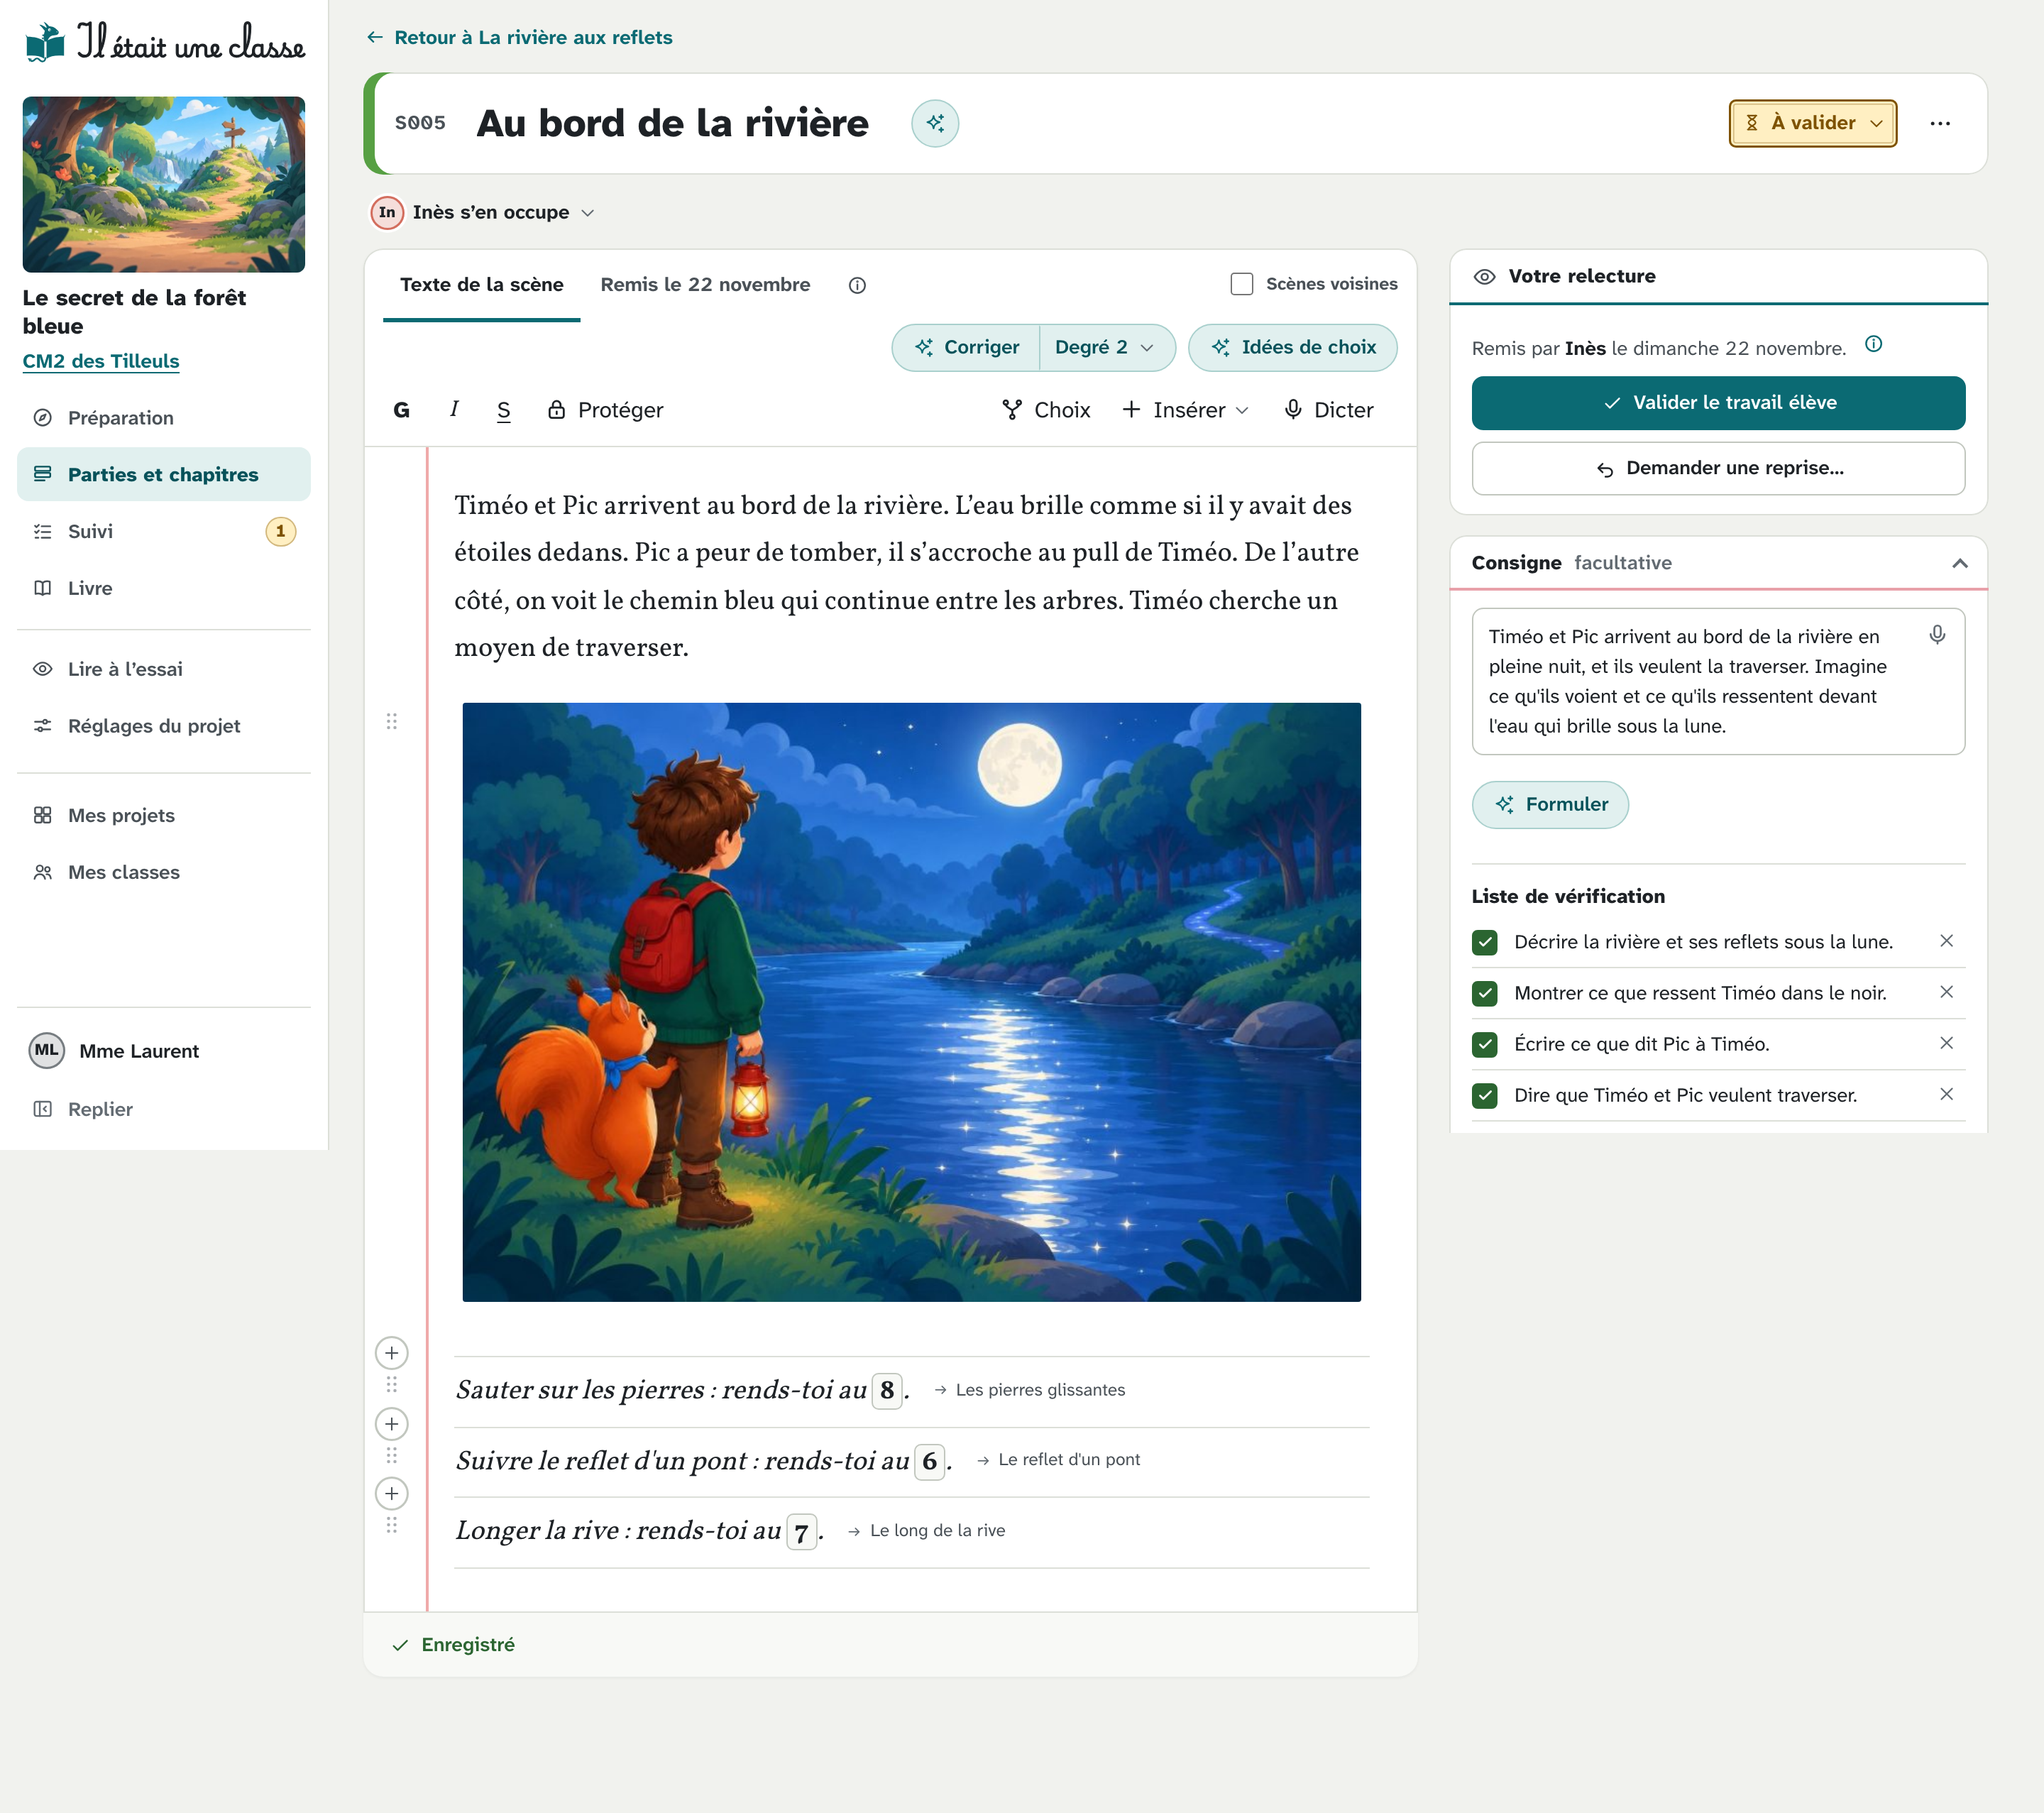 Il était une classe
Le secret de la forêt
bleue
CM2 des Tilleuls
Préparation
Parties et chapitres
Suivi 1
Livre
Lire à l’essai
Réglages du projet
Mes projets
Mes classes
ML Mme Laurent
Replier
← Retour à La rivière aux reflets
S005 Au bord de la rivière
À valider
In Inès s’en occupe
Texte de la scène Remis le 22 novembre
Scènes voisines
Corriger Degré 2 Idées de choix
G I S Protéger Choix + Insérer Dicter
Timéo et Pic arrivent au bord de la rivière. L’eau brille comme si il y avait des
étoiles dedans. Pic a peur de tomber, il s’accroche au pull de Timéo. De l’autre
côté, on voit le chemin bleu qui continue entre les arbres. Timéo cherche un
moyen de traverser.
Sauter sur les pierres : rends-toi au 8. → Les pierres glissantes
Suivre le reflet d'un pont : rends-toi au 6. → Le reflet d'un pont
Longer la rive : rends-toi au 7. → Le long de la rive
Enregistré
Votre relecture
Remis par Inès le dimanche 22 novembre.
Valider le travail élève
Demander une reprise...
Consigne facultative
Timéo et Pic arrivent au bord de la rivière en
pleine nuit, et ils veulent la traverser. Imagine
ce qu'ils voient et ce qu'ils ressentent devant
l'eau qui brille sous la lune.
Formuler
Liste de vérification
Décrire la rivière et ses reflets sous la lune.
Montrer ce que ressent Timéo dans le noir.
Écrire ce que dit Pic à Timéo.
Dire que Timéo et Pic veulent traverser.